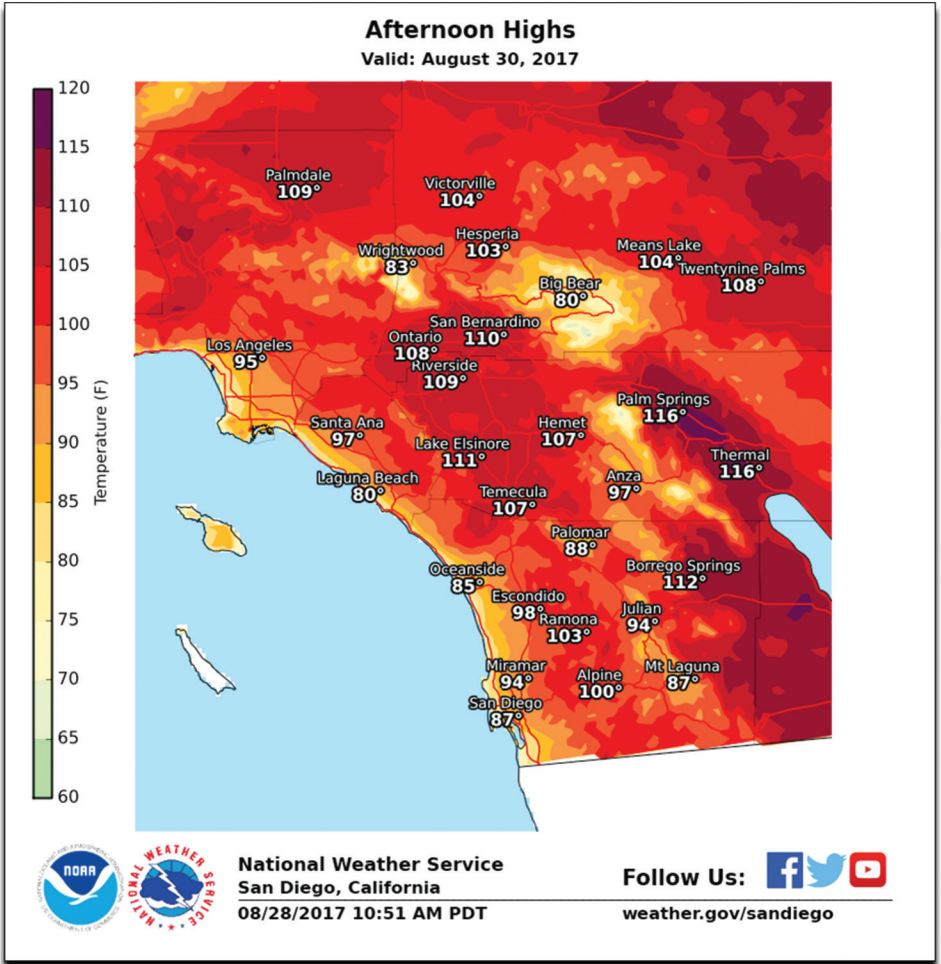 Afternoon Highs
Valid: August 30, 2017
120
115
110
105
100
95
90
85
80
75
70
65
60
Temperature (F)
Palmdale
109°
Victorville
104°
Hesperia
103°
Wrightwood
83°
Means Lake
104°
Twentynine Palms
108°
Big Bear
80°
San Bernardino
110°
Ontario
108°
Riverside
109°
Los Angeles
95°
Palm Springs
116°
Santa Ana
97°
Hemet
107°
Lake Elsinore
111°
Thermal
116°
Laguna Beach
80°
Anza
97°
Temecula
107°
Palomar
88°
Oceanside
85°
Borrego Springs
112°
Escondido
98°
Ramona
103°
Julian
94°
Miramar
94°
Alpine
100°
Mt Laguna
87°
San Diego
87°
NOAA
NATIONAL WEATHER SERVICE
National Weather Service
San Diego, California
08/28/2017 10:51 AM PDT
Follow Us:
weather.gov/sandiego